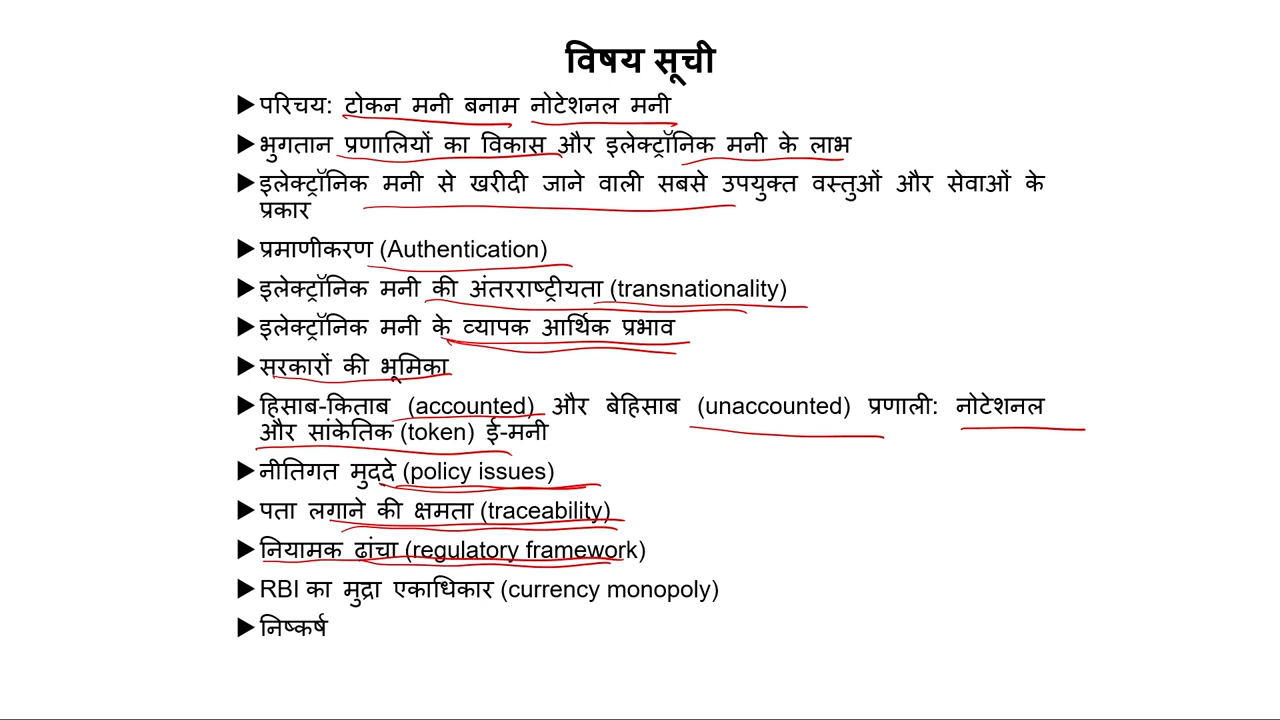 विषय सूची
▶परिचय: टोकन मनी बनाम नोटेशनल मनी
▶भुगतान प्रणालियों का विकास और इलेक्ट्रॉनिक मनी के लाभ
▶इलेक्ट्रॉनिक मनी से खरीदी जाने वाली सबसे उपयुक्त वस्तुओं और सेवाओं के
प्रकार
▶प्रमाणीकरण (Authentication)
▶इलेक्ट्रॉनिक मनी की अंतरराष्ट्रीयता (transnationality)
▶इलेक्ट्रॉनिक मनी के व्यापक आर्थिक प्रभाव
▶सरकारों की भूमिका
▶हिसाब-किताब (accounted) और बेहिसाब (unaccounted) प्रणाली: नोटेशनल
और सांकेतिक (token) ई-मनी
▶नीतिगत मुद्दे (policy issues)
▶पता लगाने की क्षमता (traceability)
▶नियामक ढांचा (regulatory framework)
▶RBI का मुद्रा एकाधिकार (currency monopoly)
▶निष्कर्ष